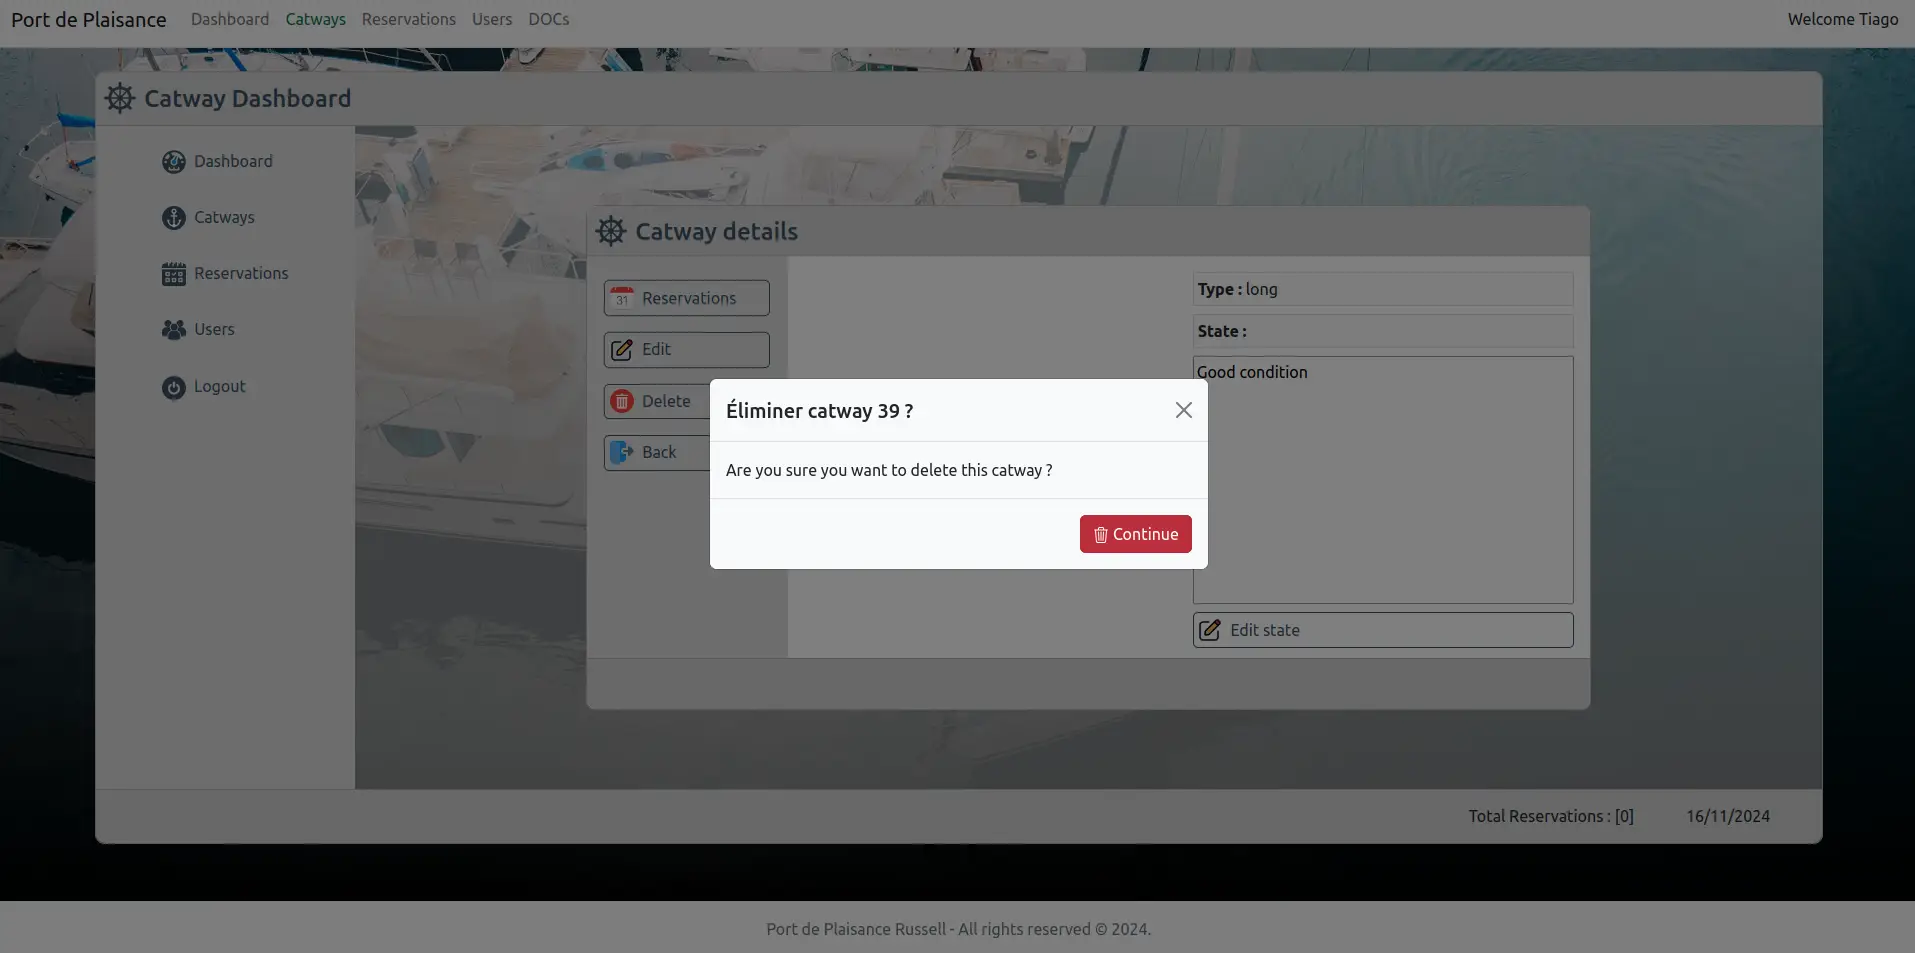 Port de Plaisance Dashboard Catways Reservations Users DOCs Welcome Tiago
Catway Dashboard
Dashboard
Catways
Reservations
Users
Logout
Catway details
31 Reservations
Edit
Delete
Back
Type : long
State :
Good condition
Edit state
Éliminer catway 39 ?
Are you sure you want to delete this catway ?
Continue
Total Reservations : [0] 16/11/2024
Port de Plaisance Russell - All rights reserved © 2024.